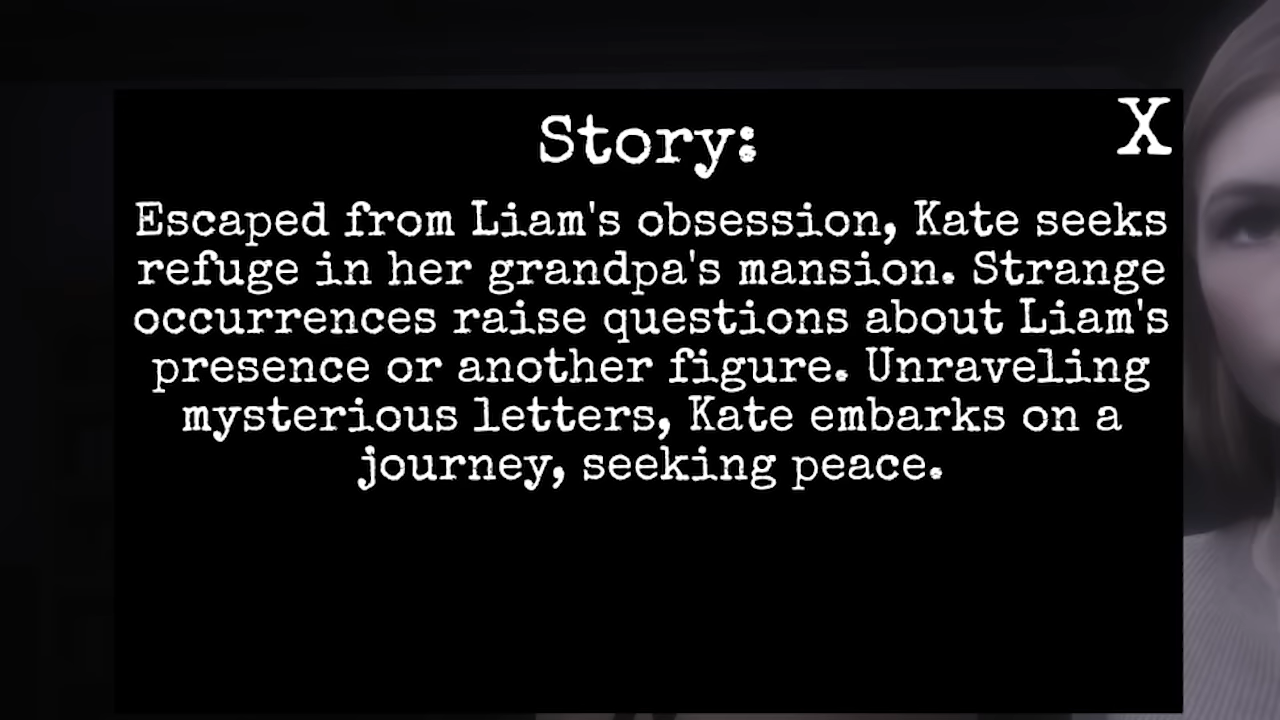 X
Story:
Escaped from Liam's obsession, Kate seeks
refuge in her grandpa's mansion. Strange
occurrences raise questions about Liam's
presence or another figure. Unraveling
mysterious letters, Kate embarks on a
journey, seeking peace.